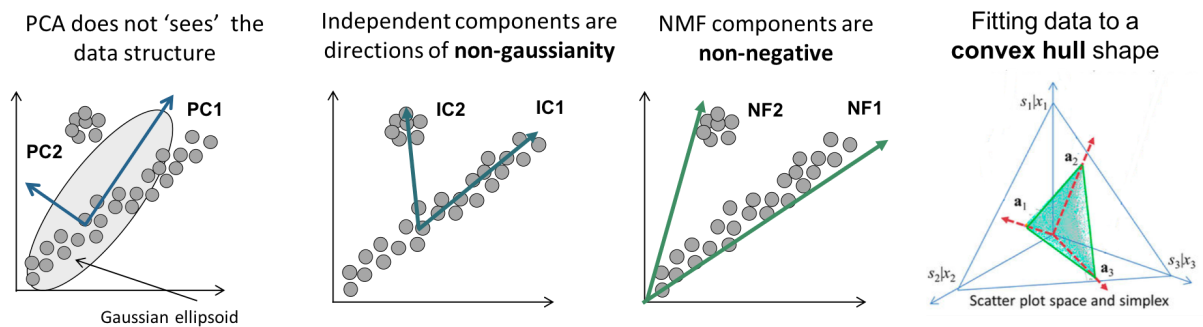 PCA does not ‘sees’ the
data structure
PC1
PC2
Gaussian ellipsoid
Independent components are
directions of non-gaussianity
IC2
IC1
NMF components are
non-negative
NF2
NF1
Fitting data to a
convex hull shape
s₁|x₁
a₂
a₁
a₃
s₂|x₂
s₃|x₃
Scatter plot space and simplex